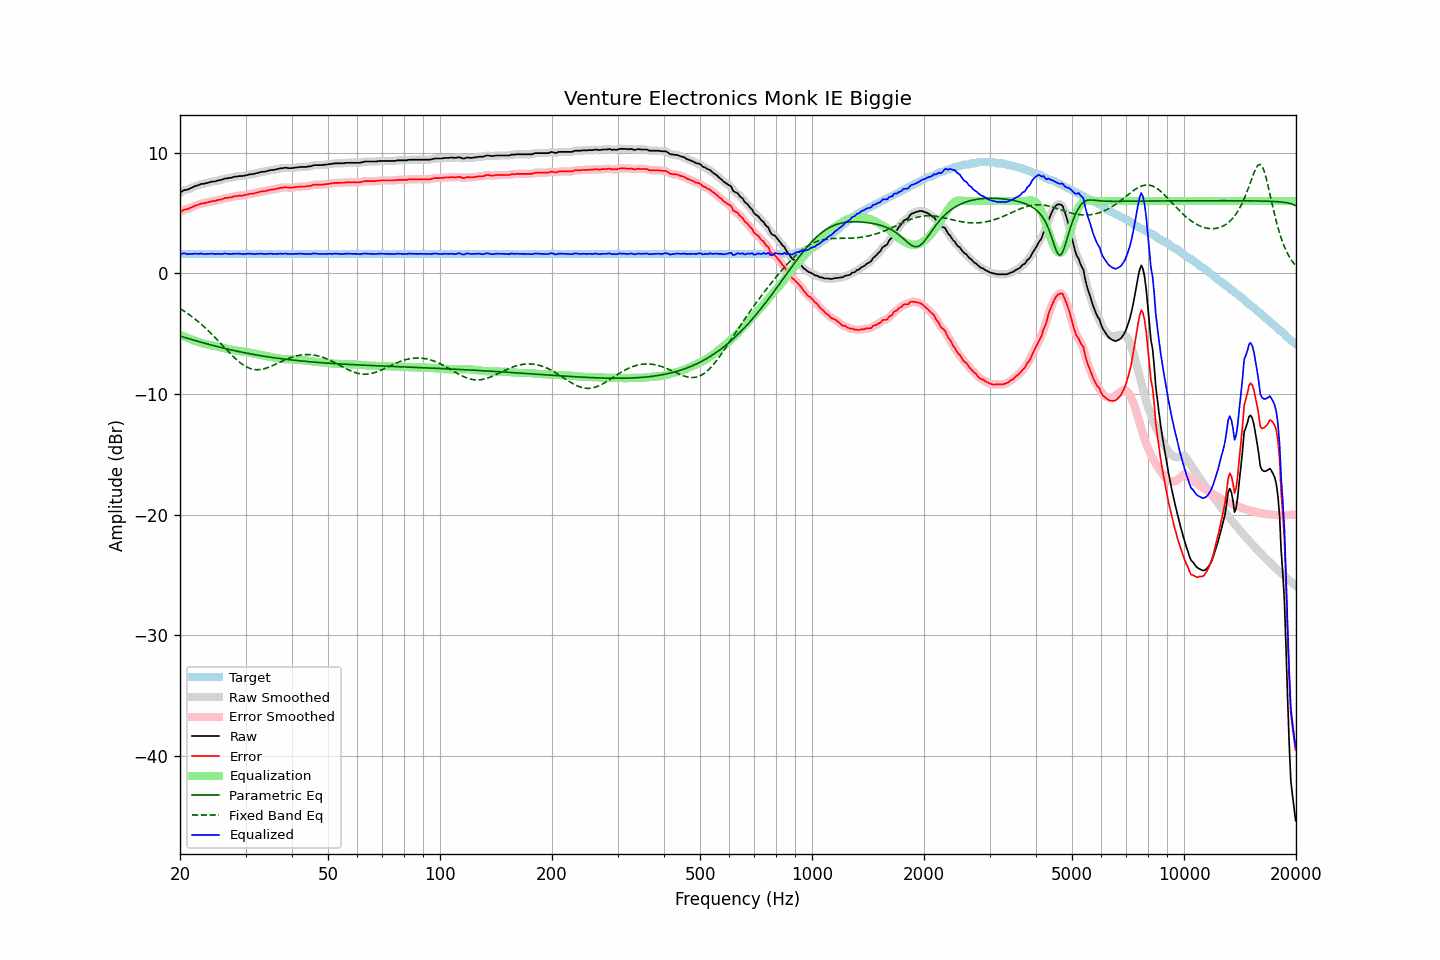 Venture Electronics Monk IE Biggie
Amplitude (dBr)
10
0
−10
−20
−30
−40
Target
Raw Smoothed
Error Smoothed
Raw
Error
Equalization
Parametric Eq
Fixed Band Eq
Equalized
20
50
100
200
500
1000
2000
5000
10000
20000
Frequency (Hz)